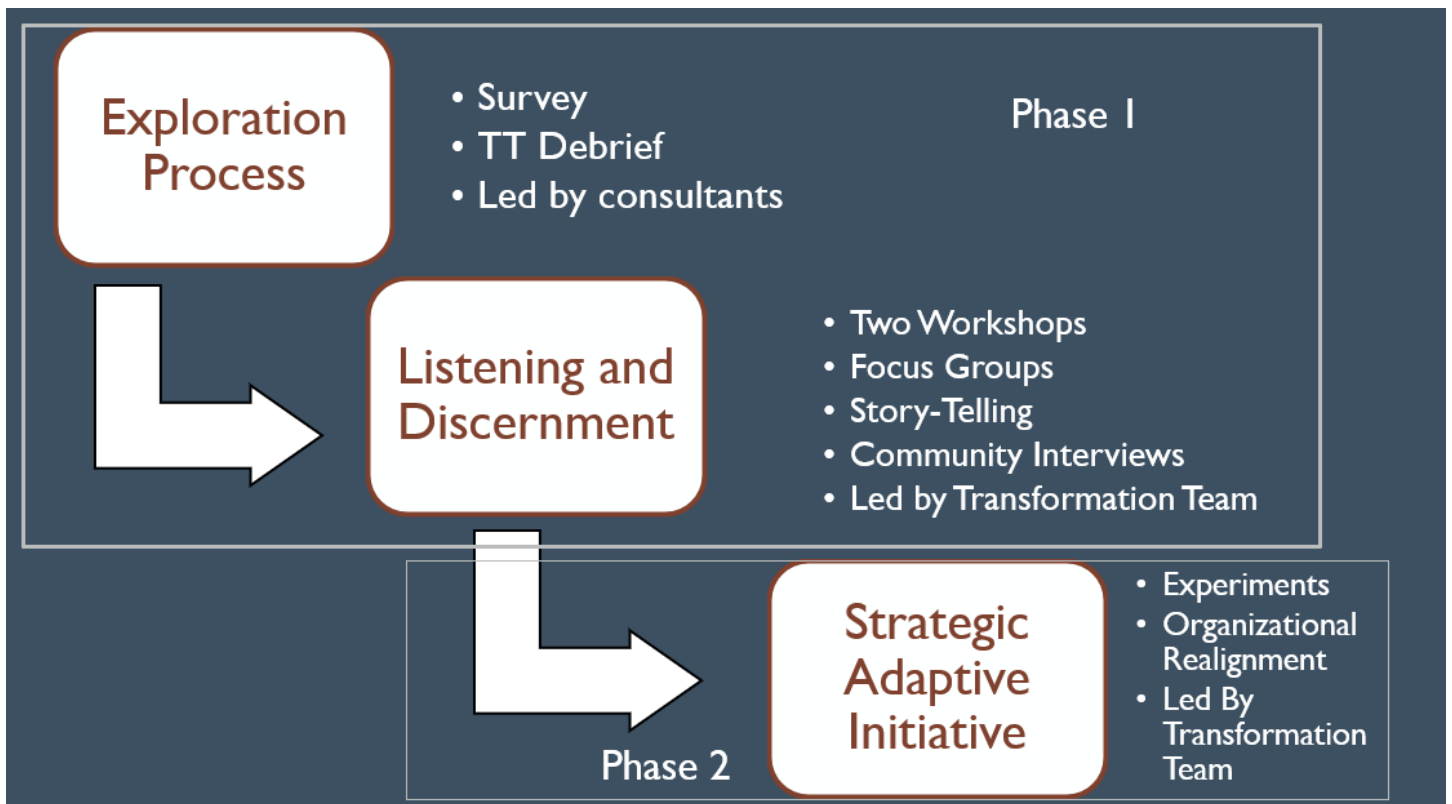 Exploration
Process
• Survey
• TT Debrief
• Led by consultants
Phase 1
Listening and
Discernment
• Two Workshops
• Focus Groups
• Story-Telling
• Community Interviews
• Led by Transformation Team
Strategic
Adaptive
Initiative
• Experiments
• Organizational
Realignment
• Led By
Transformation
Team
Phase 2